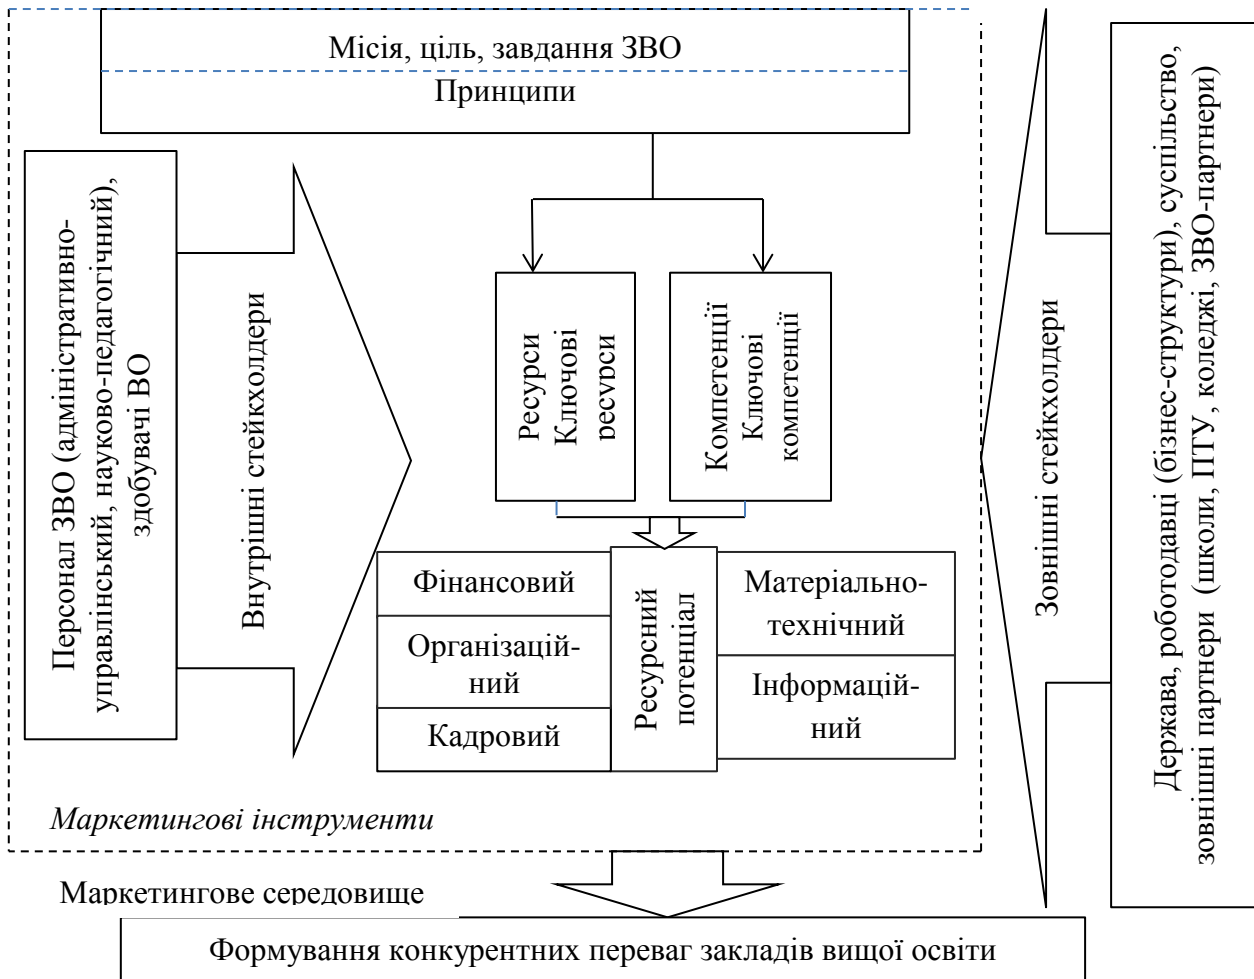 Місія, ціль, завдання ЗВО
Принципи
Персонал ЗВО (адміністративно-
управлінський, науково-педагогічний),
здобувачі ВО
Внутрішні стейкхолдери
Ресурси
Ключові
ресурси
Компетенції
Ключові
компетенції
Фінансовий
Організацій-
ний
Кадровий
Ресурсний
потенціал
Матеріально-
технічний
Інформацій-
ний
Зовнішні стейкхолдери
Держава, роботодавці (бізнес-структури), суспільство,
зовнішні партнери (школи, ПТУ, коледжі, ЗВО-партнери)
Маркетингові інструменти
Маркетингове середовище
Формування конкурентних переваг закладів вищої освіти